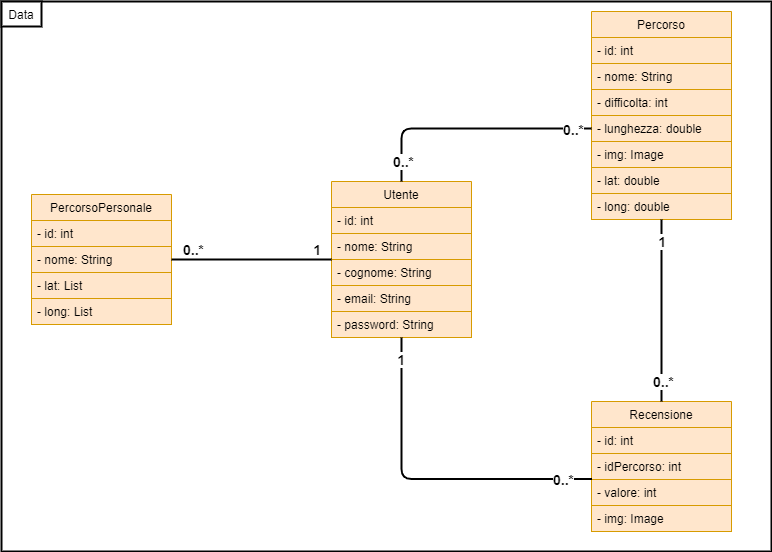 Data
Percorso
- id: int
- nome: String
- difficolta: int
- lunghezza: double
- img: Image
- lat: double
- long: double
0..*
0..*
PercorsoPersonale
- id: int
- nome: String
- lat: List
- long: List
0..*
1
Utente
- id: int
- nome: String
- cognome: String
- email: String
- password: String
1
0..*
1
0..*
Recensione
- id: int
- idPercorso: int
- valore: int
- img: Image